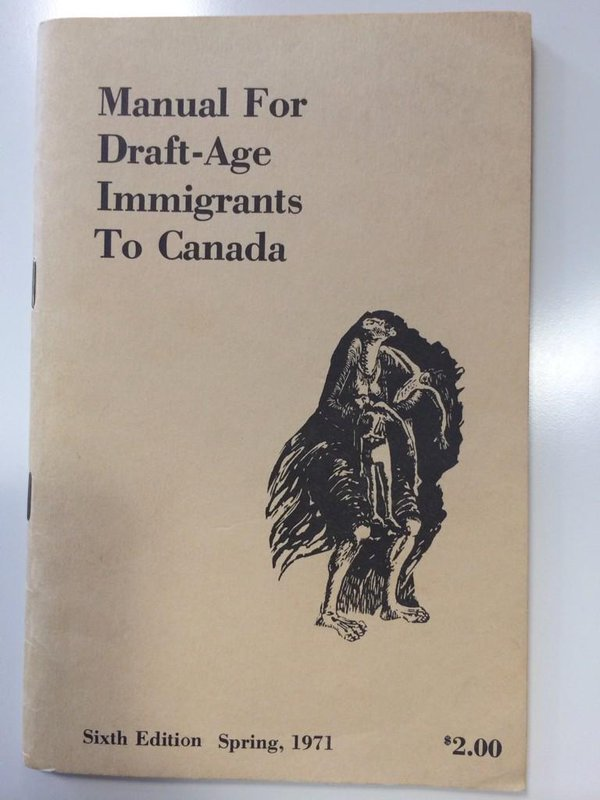 Manual For
Draft-Age
Immigrants
To Canada
Sixth Edition Spring, 1971
$2.00